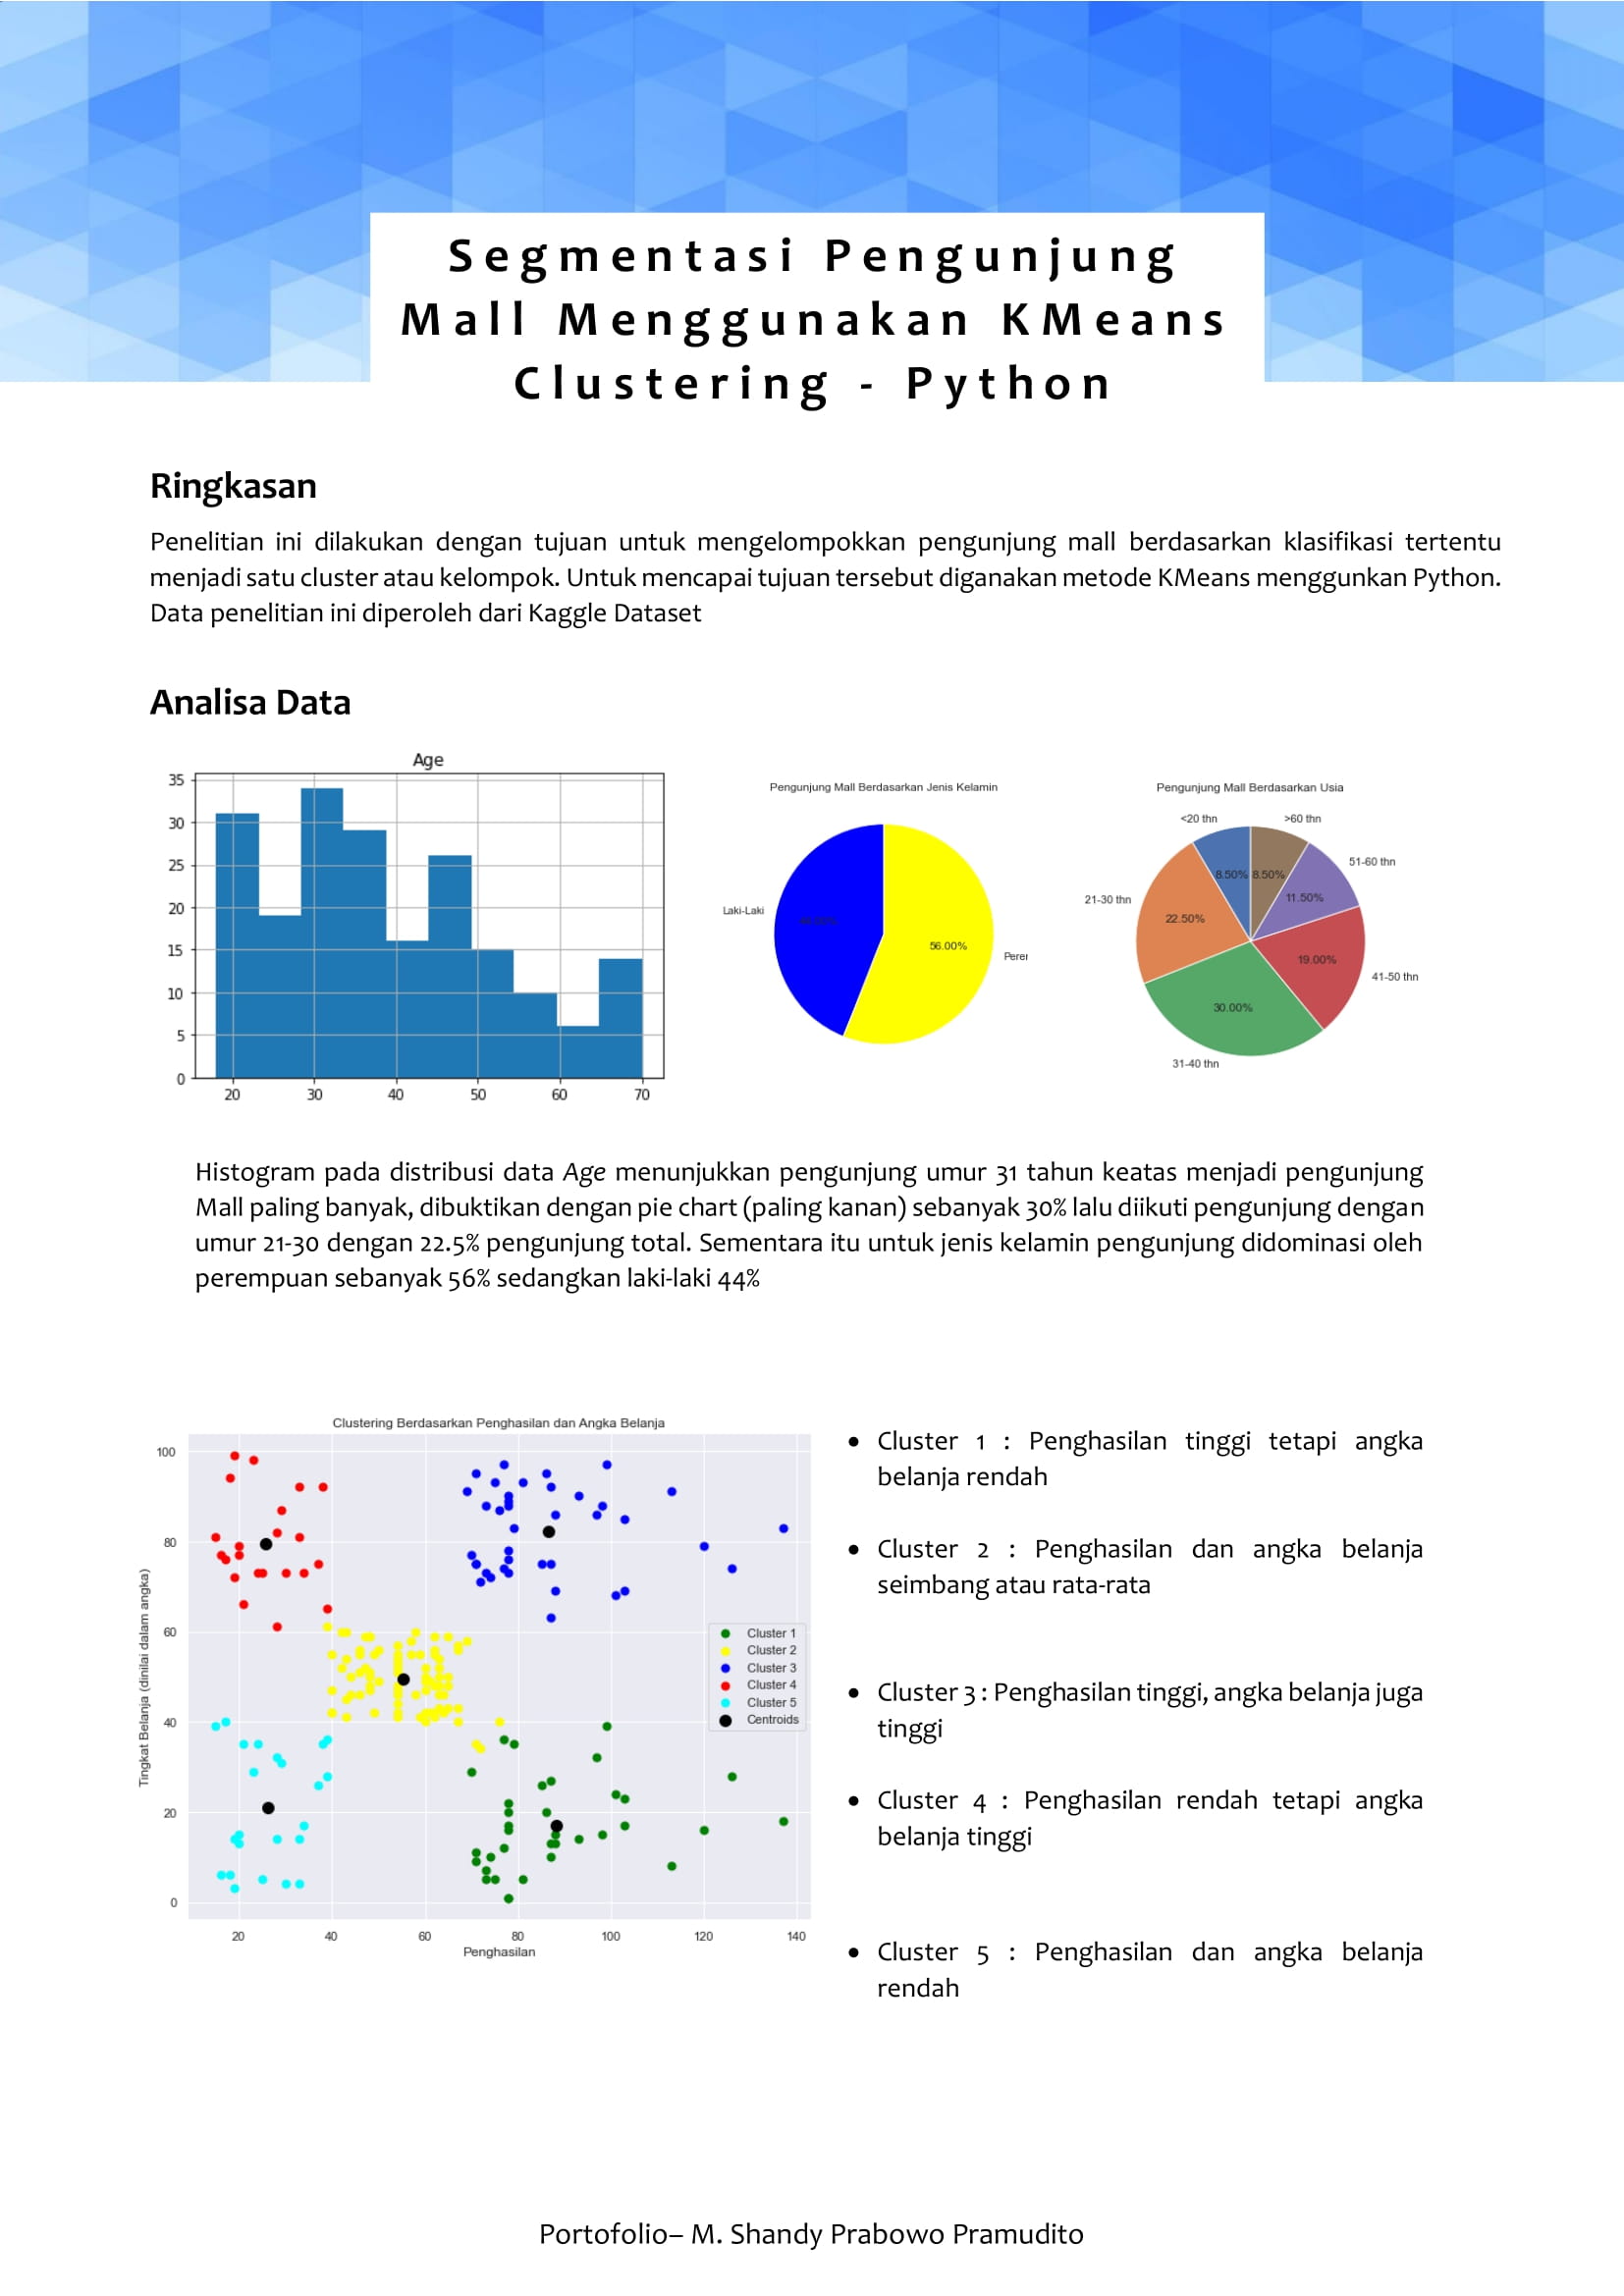 Segmentasi Pengunjung
Mall Menggunakan KMeans
Clustering - Python
Ringkasan
Penelitian ini dilakukan dengan tujuan untuk mengelompokkan pengunjung mall berdasarkan klasifikasi tertentu
menjadi satu cluster atau kelompok. Untuk mencapai tujuan tersebut diganakan metode KMeans menggunkan Python.
Data penelitian ini diperoleh dari Kaggle Dataset
Analisa Data
Age
35
30
25
20
15
10
5
0
20 30 40 50 60 70
Pengunjung Mall Berdasarkan Jenis Kelamin
Laki-Laki
56.00%
Perer
Pengunjung Mall Berdasarkan Usia
<20 thn
>60 thn
51-60 thn
8.50% 8.50%
11.50%
21-30 thn
22.50%
19.00%
41-50 thn
30.00%
31-40 thn
Histogram pada distribusi data Age menunjukkan pengunjung umur 31 tahun keatas menjadi pengunjung
Mall paling banyak, dibuktikan dengan pie chart (paling kanan) sebanyak 30% lalu diikuti pengunjung dengan
umur 21-30 dengan 22.5% pengunjung total. Sementara itu untuk jenis kelamin pengunjung didominasi oleh
perempuan sebanyak 56% sedangkan laki-laki 44%
Clustering Berdasarkan Penghasilan dan Angka Belanja
Tingkat Belanja (dinilai dalam angka)
100
80
60
40
20
0
Cluster 1
Cluster 2
Cluster 3
Cluster 4
Cluster 5
Centroids
20 40 60 80 100 120 140
Penghasilan
• Cluster 1 : Penghasilan tinggi tetapi angka
belanja rendah
• Cluster 2 : Penghasilan dan angka belanja
seimbang atau rata-rata
• Cluster 3 : Penghasilan tinggi, angka belanja juga
tinggi
• Cluster 4 : Penghasilan rendah tetapi angka
belanja tinggi
• Cluster 5 : Penghasilan dan angka belanja
rendah
Portofolio– M. Shandy Prabowo Pramudito